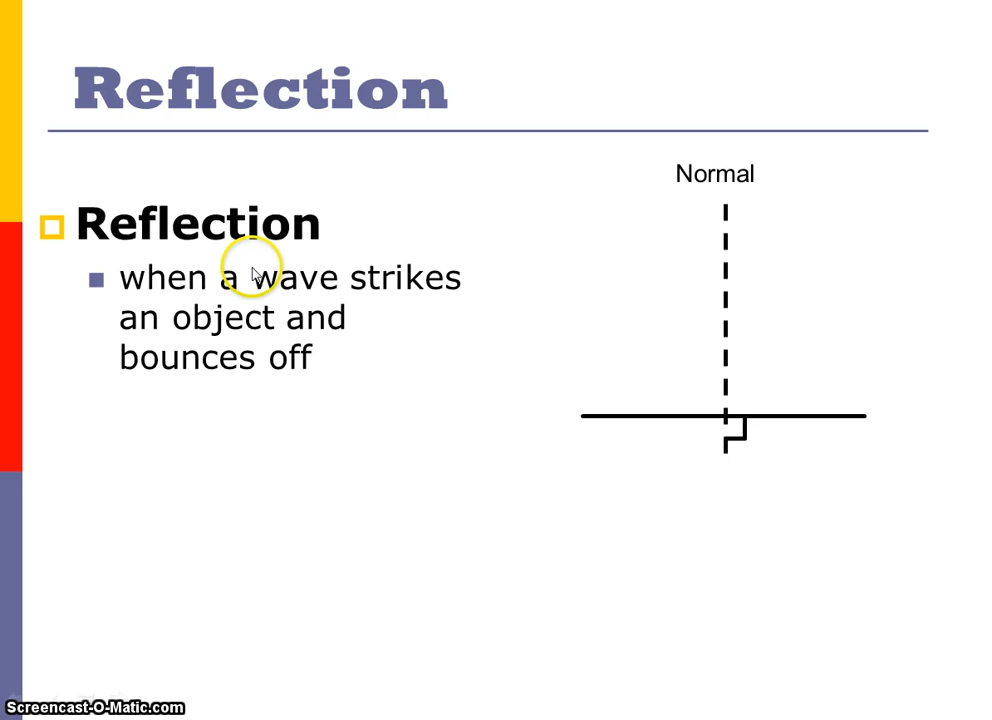 Reflection
Normal
Reflection
when a wave strikes
an object and
bounces off
Screencast-O-Matic.com